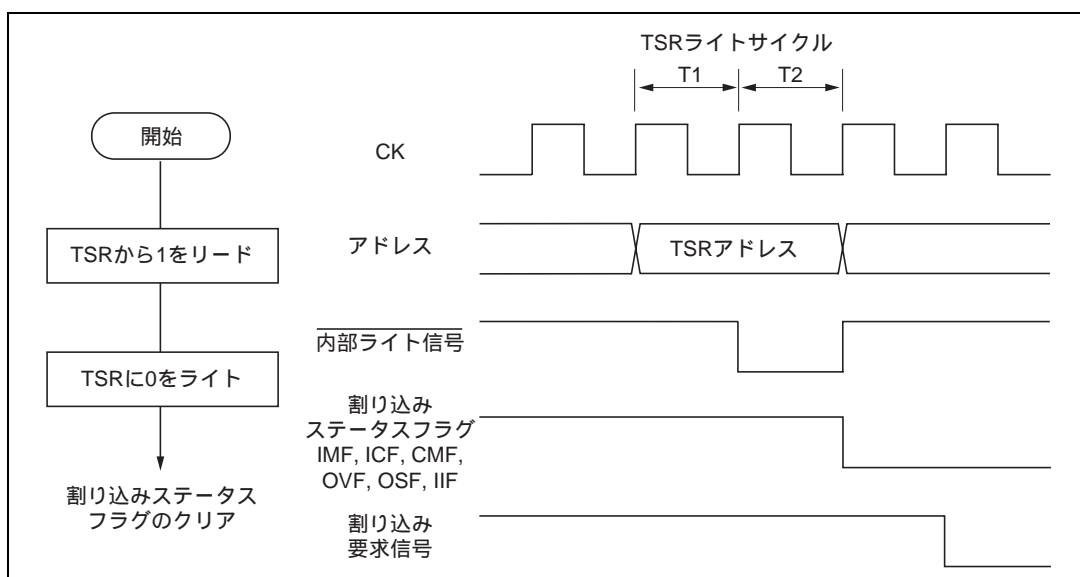 開始
TSRから1をリード
TSRに0をライト
割り込みステータス
フラグのクリア
TSRライトサイクル
T1
T2
CK
アドレス
TSRアドレス
内部ライト信号
割り込み
ステータスフラグ
IMF, ICF, CMF,
OVF, OSF, IIF
割り込み
要求信号